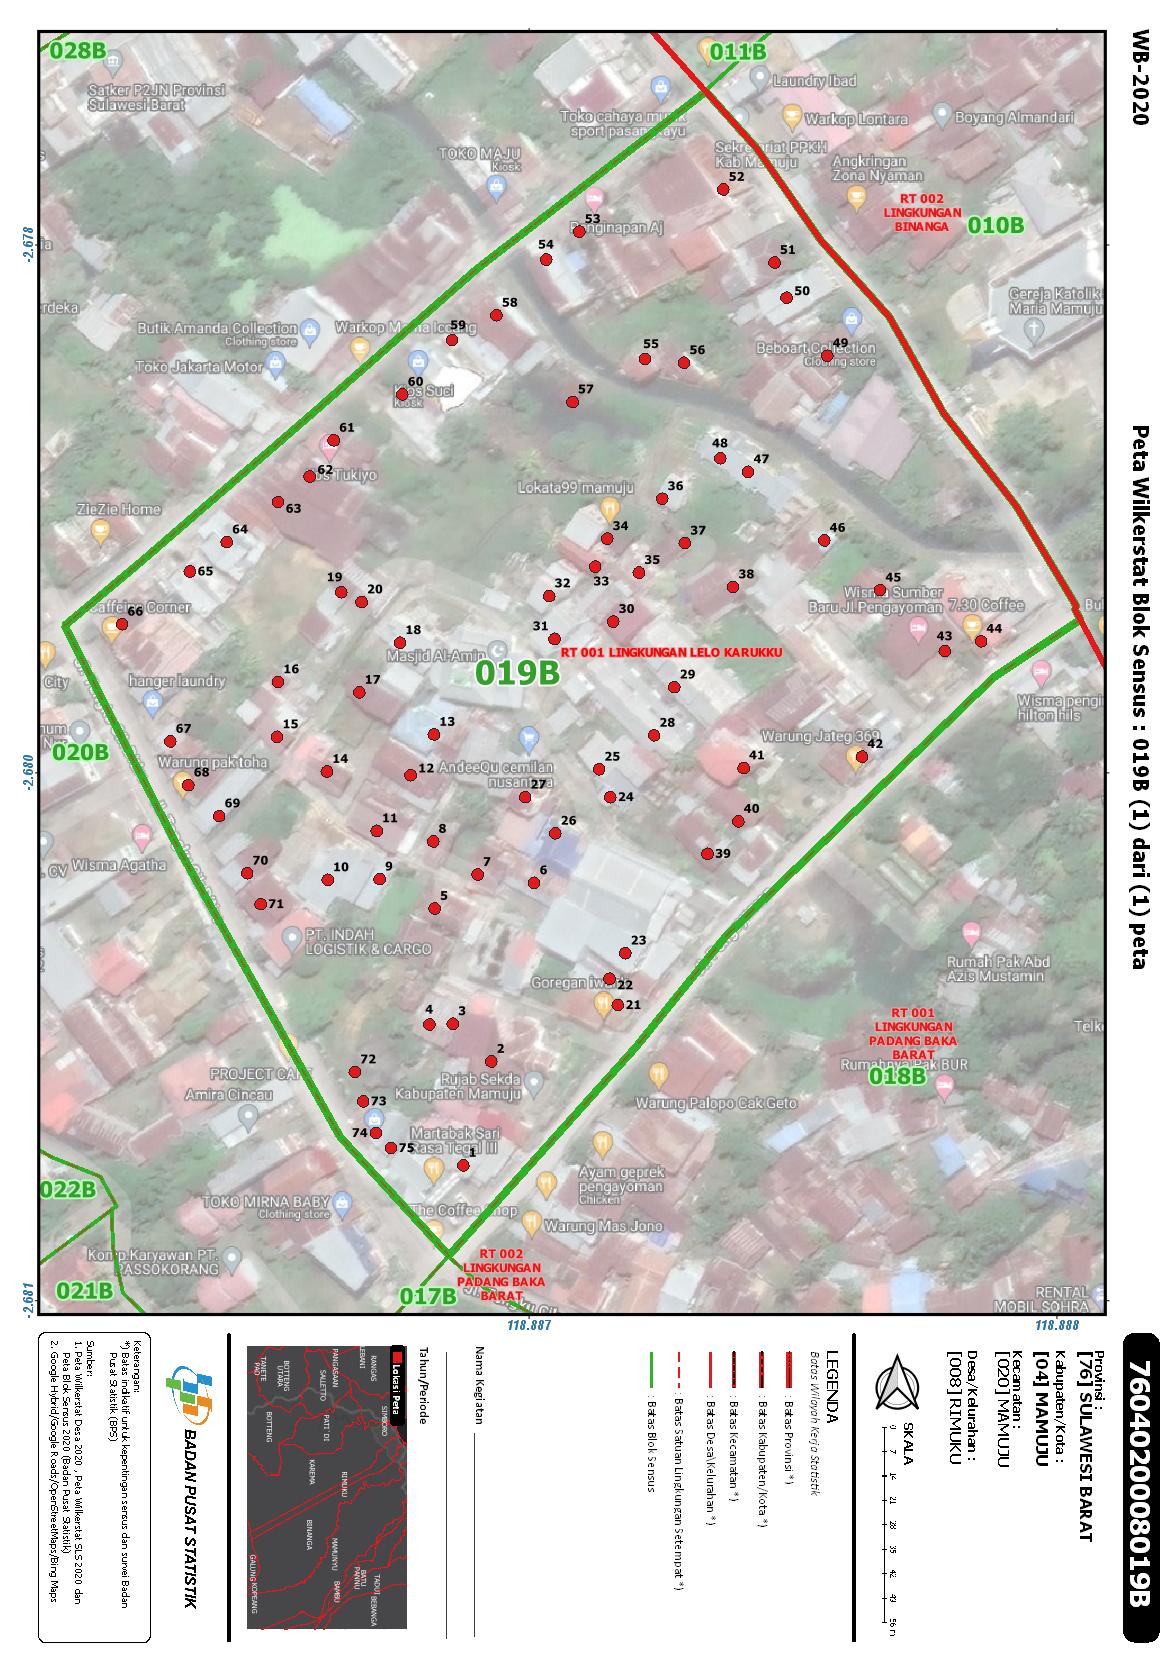 WB-2020
Peta Wilkerstat Blok Sensus : 019B (1) dari (1) peta
028B
011B
Satker P2JN Provinsi
Sulawesi Barat
Laundry Ibad
Toko cahaya musik
sport pasangkayu
Warkop Lontara
Boyang Almandari
TOKO MAJU
Kiosk
Sekretariat PPKH
Kab Mamuju
Angkringan
Zona Nyaman
52
RT 002
LINGKUNGAN
BINANGA
010B
53
Penginapan Aj
54
51
50
-2.678
Gereja Katolik
Maria Mamuju
58
Butik Amanda Collection
Clothing store
59
55
56
49
Beboart Collection
Clothing store
Toko Jakarta Motor
60
Kios Suci
Kiosk
57
61
62
48
47
63
Lokata99 mamuju
36
ZieZie Home
64
34
37
46
65
33
35
38
45
19
20
32
Wisma Sumber
Baru Jl.Pengayoman
7.30 Coffee
66
Caffeine Corner
30
31
43
44
18
Masjid Al-Amin
RT 001 LINGKUNGAN LELO KARUKKU
019B
City
hanger laundry
16
17
29
Wisma pengi
hilton hils
67
15
13
28
020B
Warung pak toha
Warung Jateg 369
42
14
12
AndeeQu cemilan
nusantara
25
41
68
27
24
-2.680
69
11
8
26
40
CV
Wisma Agatha
39
70
10
9
7
6
71
5
PT. INDAH
LOGISTIK & CARGO
23
Rumah Pak Abd
Azis Mustamin
22
21
4
3
RT 001
LINGKUNGAN
PADANG BAKA
BARAT
Telk
2
72
Rumahnya Pak BUR
018B
Rujab Sekda
Kabupaten Mamuju
Amira Cincau
73
Warung Palopo Cak Geto
74
75
Martabak Sari
Rasa Tegal III
1
Ayam geprek
pengayoman
Chicken
022B
TOKO MIRNA BABY
Clothing store
The Coffee Shop
Warung Mas Jono
Komp.Karyawan PT.
PASSOKORANG
RT 002
LINGKUNGAN
PADANG BAKA
BARAT
021B
017B
RENTAL
MOBIL SOHRA
-2.681
118.887
118.888
7604020008019B
Provinsi :
[76] SULAWESI BARAT
Kabupaten/Kota :
[04] MAMUJU
Kecamatan :
[020] MAMUJU
Desa/Kelurahan :
[008] RIMUKU
SKALA
0 7 14 21 28 35 42 49 56 m
LEGENDA
Batas Wilayah Kerja Statistik
: Batas Provinsi *)
: Batas Kabupaten/Kota *)
: Batas Kecamatan *)
: Batas Desa\Kelurahan *)
: Batas Satuan Lingkungan Setempat *)
: Batas Blok Sensus
Nama Kegiatan
Tahun/Periode
Lokasi Peta
RANGAS
SIMBORO
PANGASAAN
SALLETTO
BOTTENG
UTARA
TANETE
PAO
PATI' DI
BOTTENG
RIMUKU
KAREMA
BINANGA
MAMUNYU
BATU
PANNU
TADUI
BEBANGA
BAMBU
GALUNG
KOPEANG
BADAN PUSAT STATISTIK
Keterangan:
*) Batas indikatif untuk kepentingan sensus dan survei Badan
Pusat Statistik (BPS)
Sumber:
1. Peta Wilkerstat Desa 2020 , Peta Wilkerstat SLS 2020 dan
Peta Blok Sensus 2020 (Badan Pusat Statistik)
2. Google Hybrid/Google Roads/OpenStreetMaps/Bing Maps